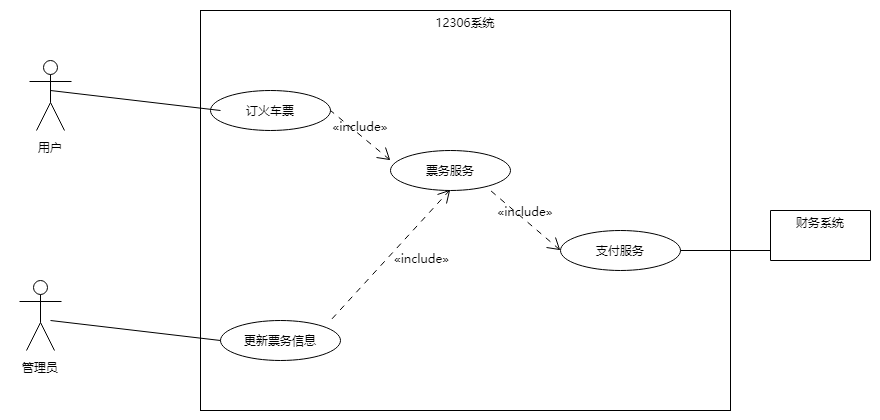 12306系统
订火车票
«include»
用户
票务服务
«include»
财务系统
支付服务
«include»
更新票务信息
管理员